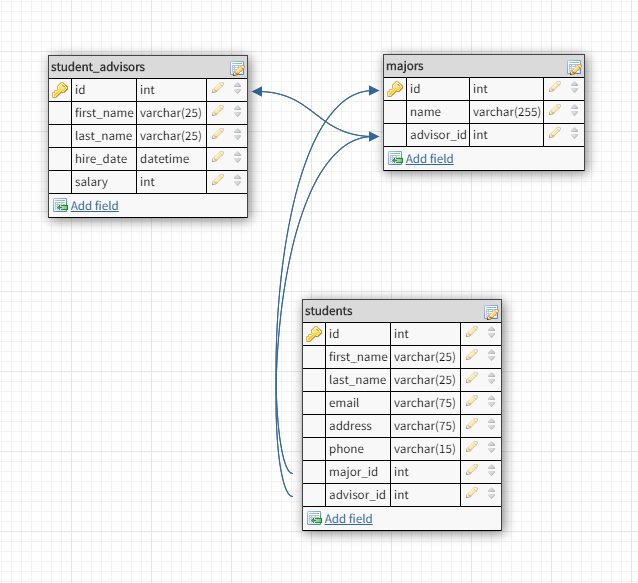 student_advisors
id int
first_name varchar(25)
last_name varchar(25)
hire_date datetime
salary int
Add field
majors
id int
name varchar(255)
advisor_id int
Add field
students
id int
first_name varchar(25)
last_name varchar(25)
email varchar(75)
address varchar(75)
phone varchar(15)
major_id int
advisor_id int
Add field